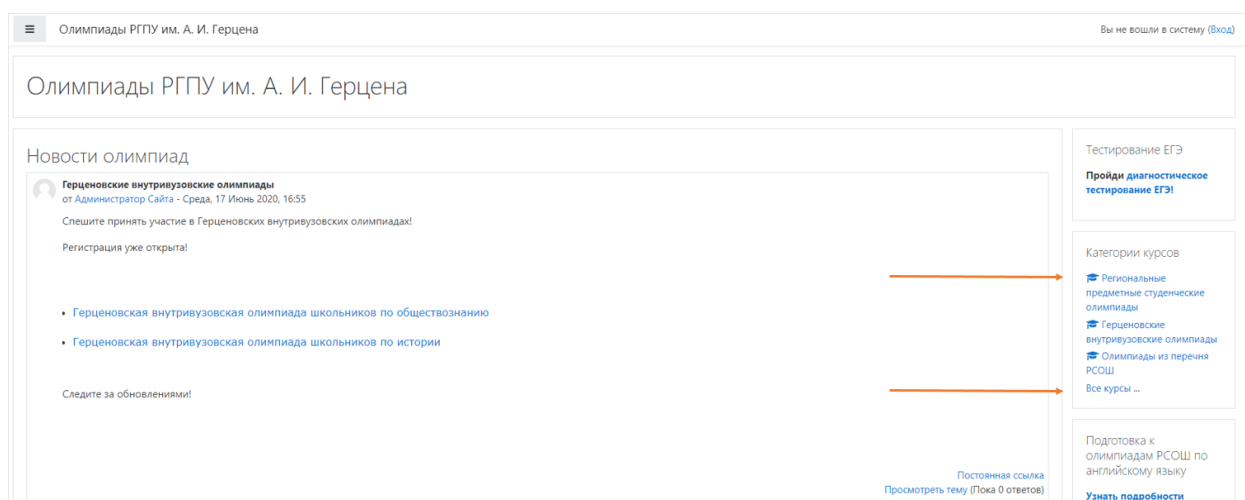 Олимпиады РГПУ им. А. И. Герцена
Вы не вошли в систему (Вход)
Олимпиады РГПУ им. А. И. Герцена
Новости олимпиад
Герценовские внутривузовские олимпиады
от Администратор Сайта - Среда, 17 Июнь 2020, 16:55
Спешите принять участие в Герценовских внутривузовских олимпиадах!
Регистрация уже открыта!
• Герценовская внутривузовская олимпиада школьников по обществознанию
• Герценовская внутривузовская олимпиада школьников по истории
Следите за обновлениями!
Постоянная ссылка
Просмотреть тему (Пока 0 ответов)
Тестирование ЕГЭ
Пройди диагностическое
тестирование ЕГЭ!
Категории курсов
Региональные
предметные студенческие
олимпиады
Герценовские
внутривузовские олимпиады
Олимпиады из перечня
РСОШ
Все курсы ...
Подготовка к
олимпиадам РСОШ по
английскому языку
Узнать подробности